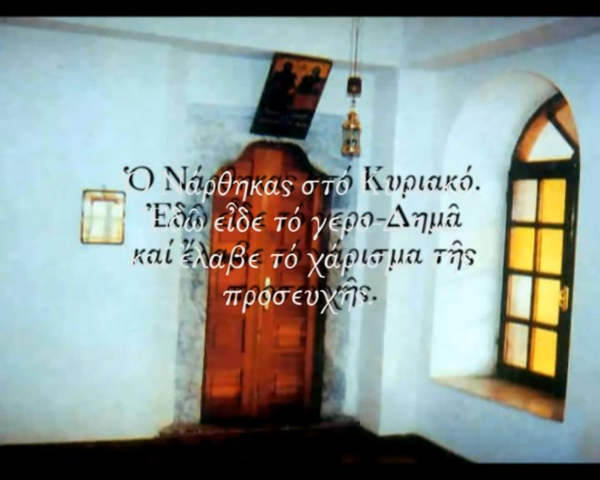 Ὁ Νάρθηκας στό Κυριακό.
Ἐδῶ εἶδε τό γερο-Δημᾶ
καί ἔλαβε τό χάρισμα τῆς
προσευχῆς.